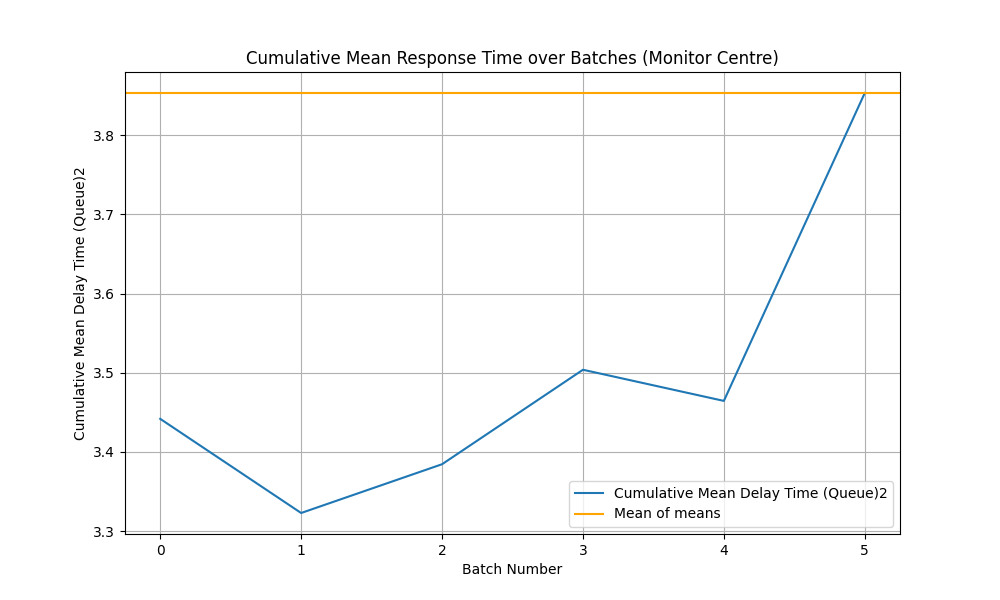 Cumulative Mean Response Time over Batches (Monitor Centre)
Cumulative Mean Delay Time (Queue)2
3.8
3.7
3.6
3.5
3.4
3.3
0 1 2 3 4 5
Batch Number
Cumulative Mean Delay Time (Queue)2
Mean of means